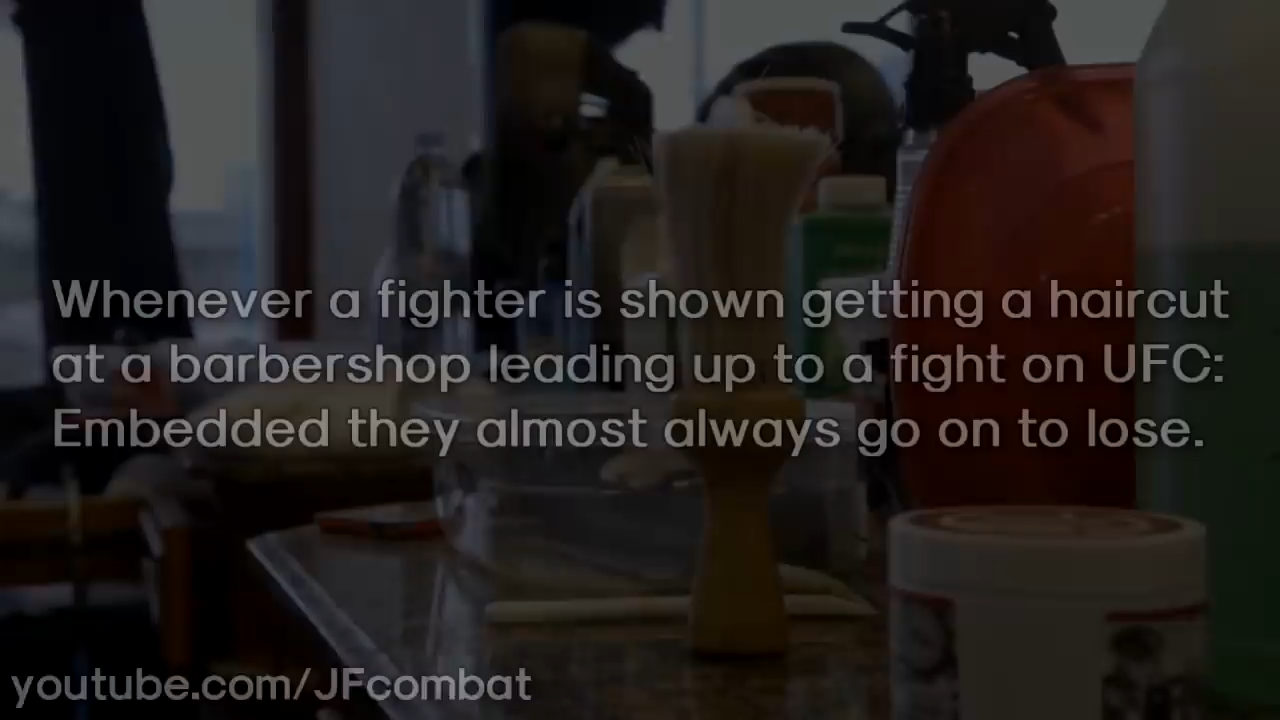 Whenever a fighter is shown getting a haircut
at a barbershop leading up to a fight on UFC:
Embedded they almost always go on to lose.
youtube.com/JFcombat